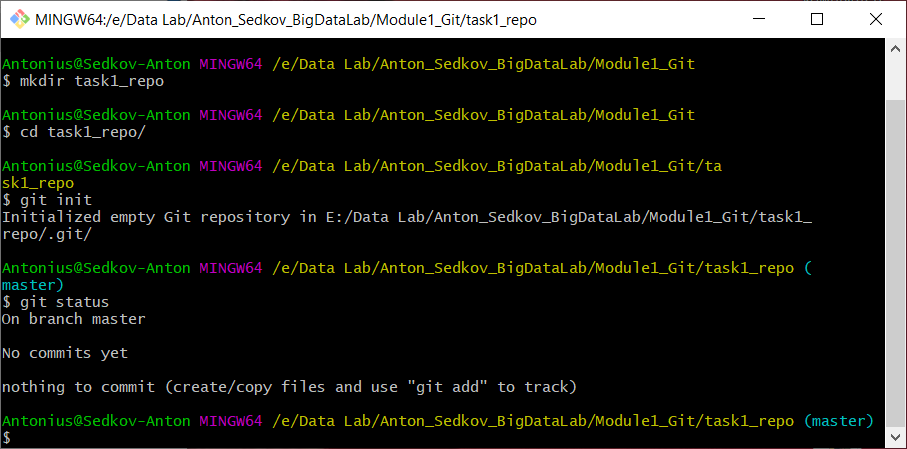 MINGW64:/e/Data Lab/Anton_Sedkov_BigDataLab/Module1_Git/task1_repo
Antonius@Sedkov-Anton MINGW64 /e/Data Lab/Anton_Sedkov_BigDataLab/Module1_Git
$ mkdir task1_repo
Antonius@Sedkov-Anton MINGW64 /e/Data Lab/Anton_Sedkov_BigDataLab/Module1_Git
$ cd task1_repo/
Antonius@Sedkov-Anton MINGW64 /e/Data Lab/Anton_Sedkov_BigDataLab/Module1_Git/ta
sk1_repo
$ git init
Initialized empty Git repository in E:/Data Lab/Anton_Sedkov_BigDataLab/Module1_Git/task1_
repo/.git/
Antonius@Sedkov-Anton MINGW64 /e/Data Lab/Anton_Sedkov_BigDataLab/Module1_Git/task1_repo (
master)
$ git status
On branch master
No commits yet
nothing to commit (create/copy files and use "git add" to track)
Antonius@Sedkov-Anton MINGW64 /e/Data Lab/Anton_Sedkov_BigDataLab/Module1_Git/task1_repo (master)
$